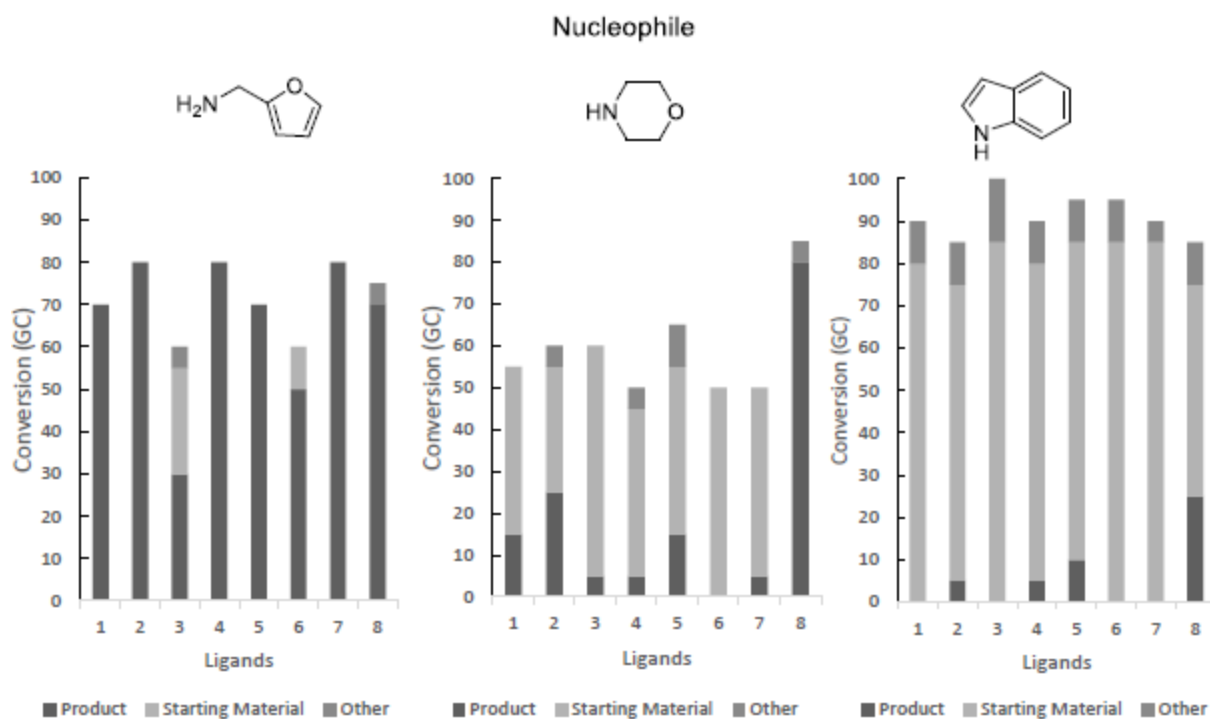 Nucleophile
H2N
O
HN
O
N
H
100
90
80
70
60
50
40
30
20
10
0
Conversion (GC)
1 2 3 4 5 6 7 8
Ligands
Product Starting Material Other
100
90
80
70
60
50
40
30
20
10
0
Conversion (GC)
1 2 3 4 5 6 7 8
Ligands
Product Starting Material Other
100
90
80
70
60
50
40
30
20
10
0
Conversion (GC)
1 2 3 4 5 6 7 8
Ligands
Product Starting Material Other